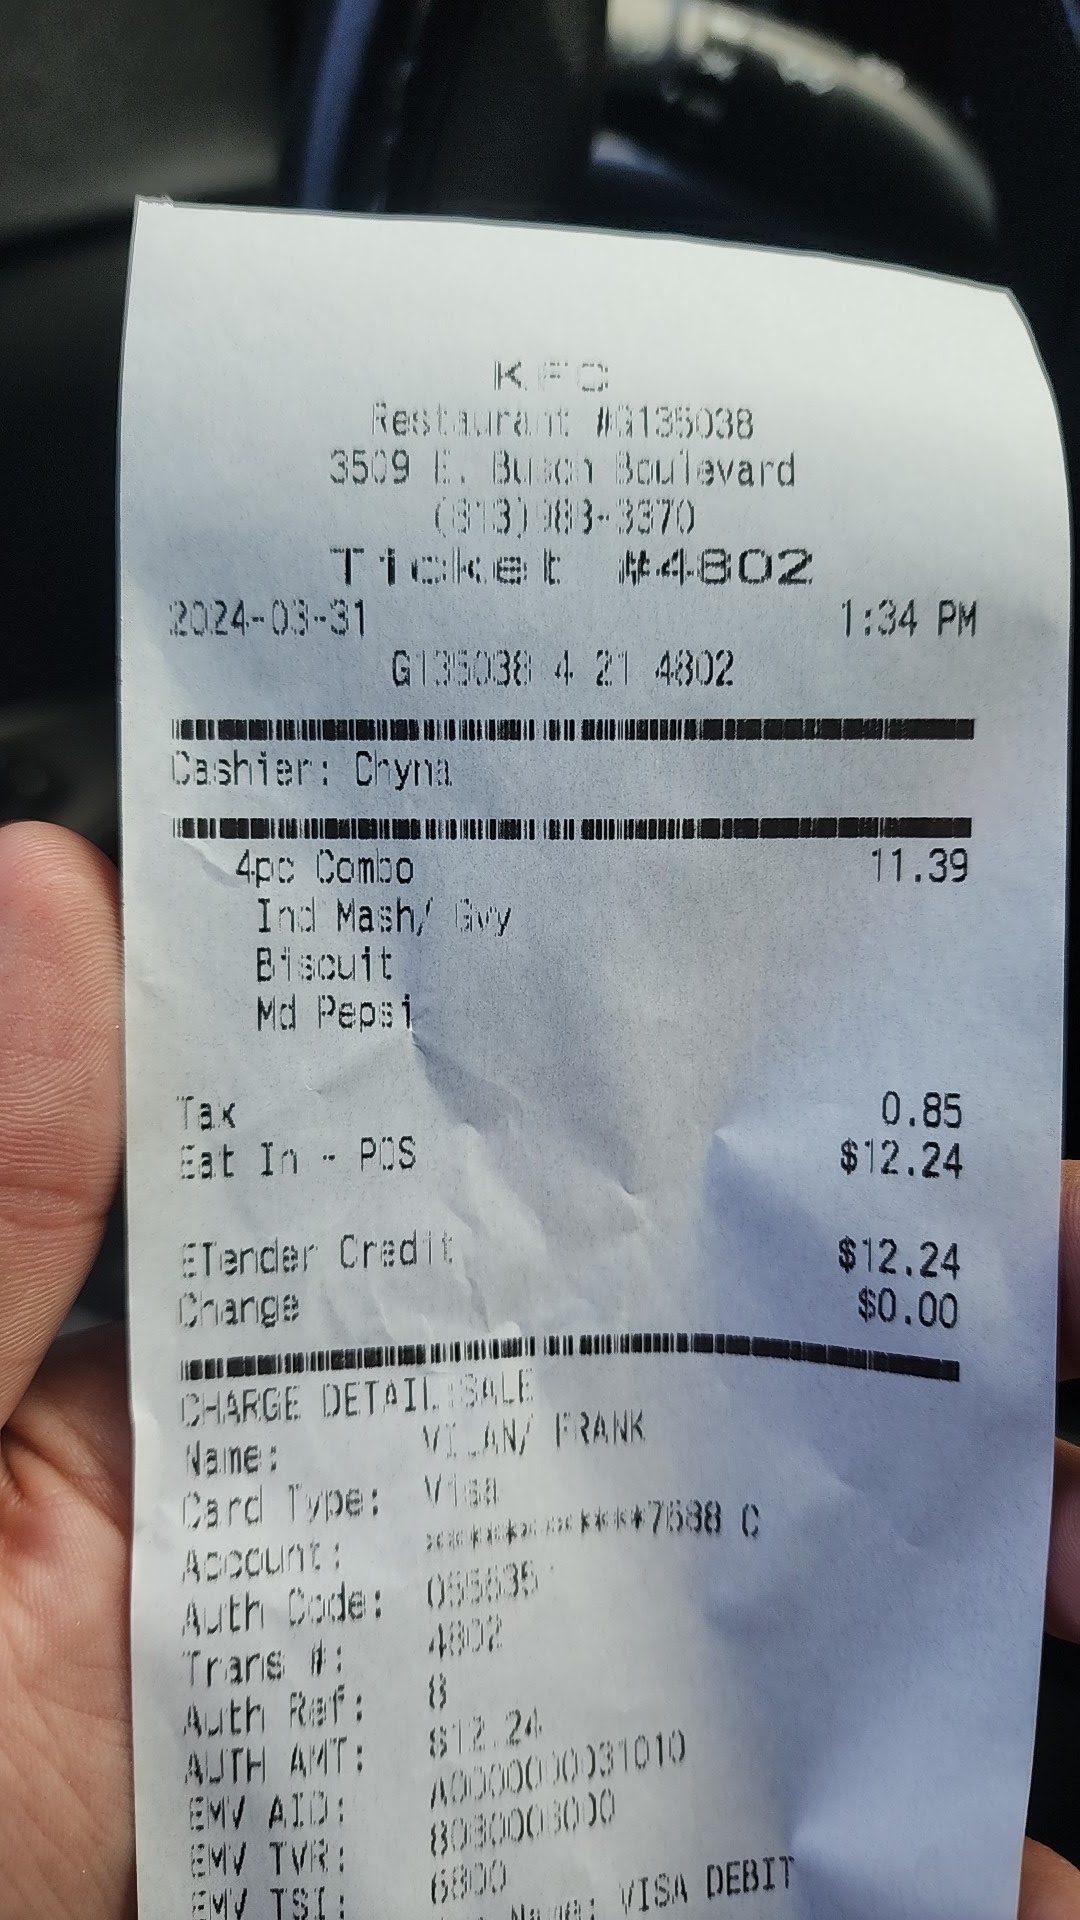 KFC
Restaurant #G135038
3509 E. Busch Boulevard
(813)988-3370
Ticket #4802
2024-03-31 1:34 PM
G135038 4 21 4802
Cashier: Chyna
4pc Combo 11.39
Ind Mash/ Gvy
Biscuit
Md Pepsi
Tax 0.85
Eat In - POS $12.24
ETender Credit $12.24
Change $0.00
CHARGE DETAIL:SALE
Name: FRANK
Card Type: Visa
Account: ************7688 C
Auth Code:
Trans #: 4802
Auth Ref: 8
AUTH AMT: $12.24
EMV AID: A0000000031010
EMV TVR:
EMV TSI: 6800
Name: VISA DEBIT